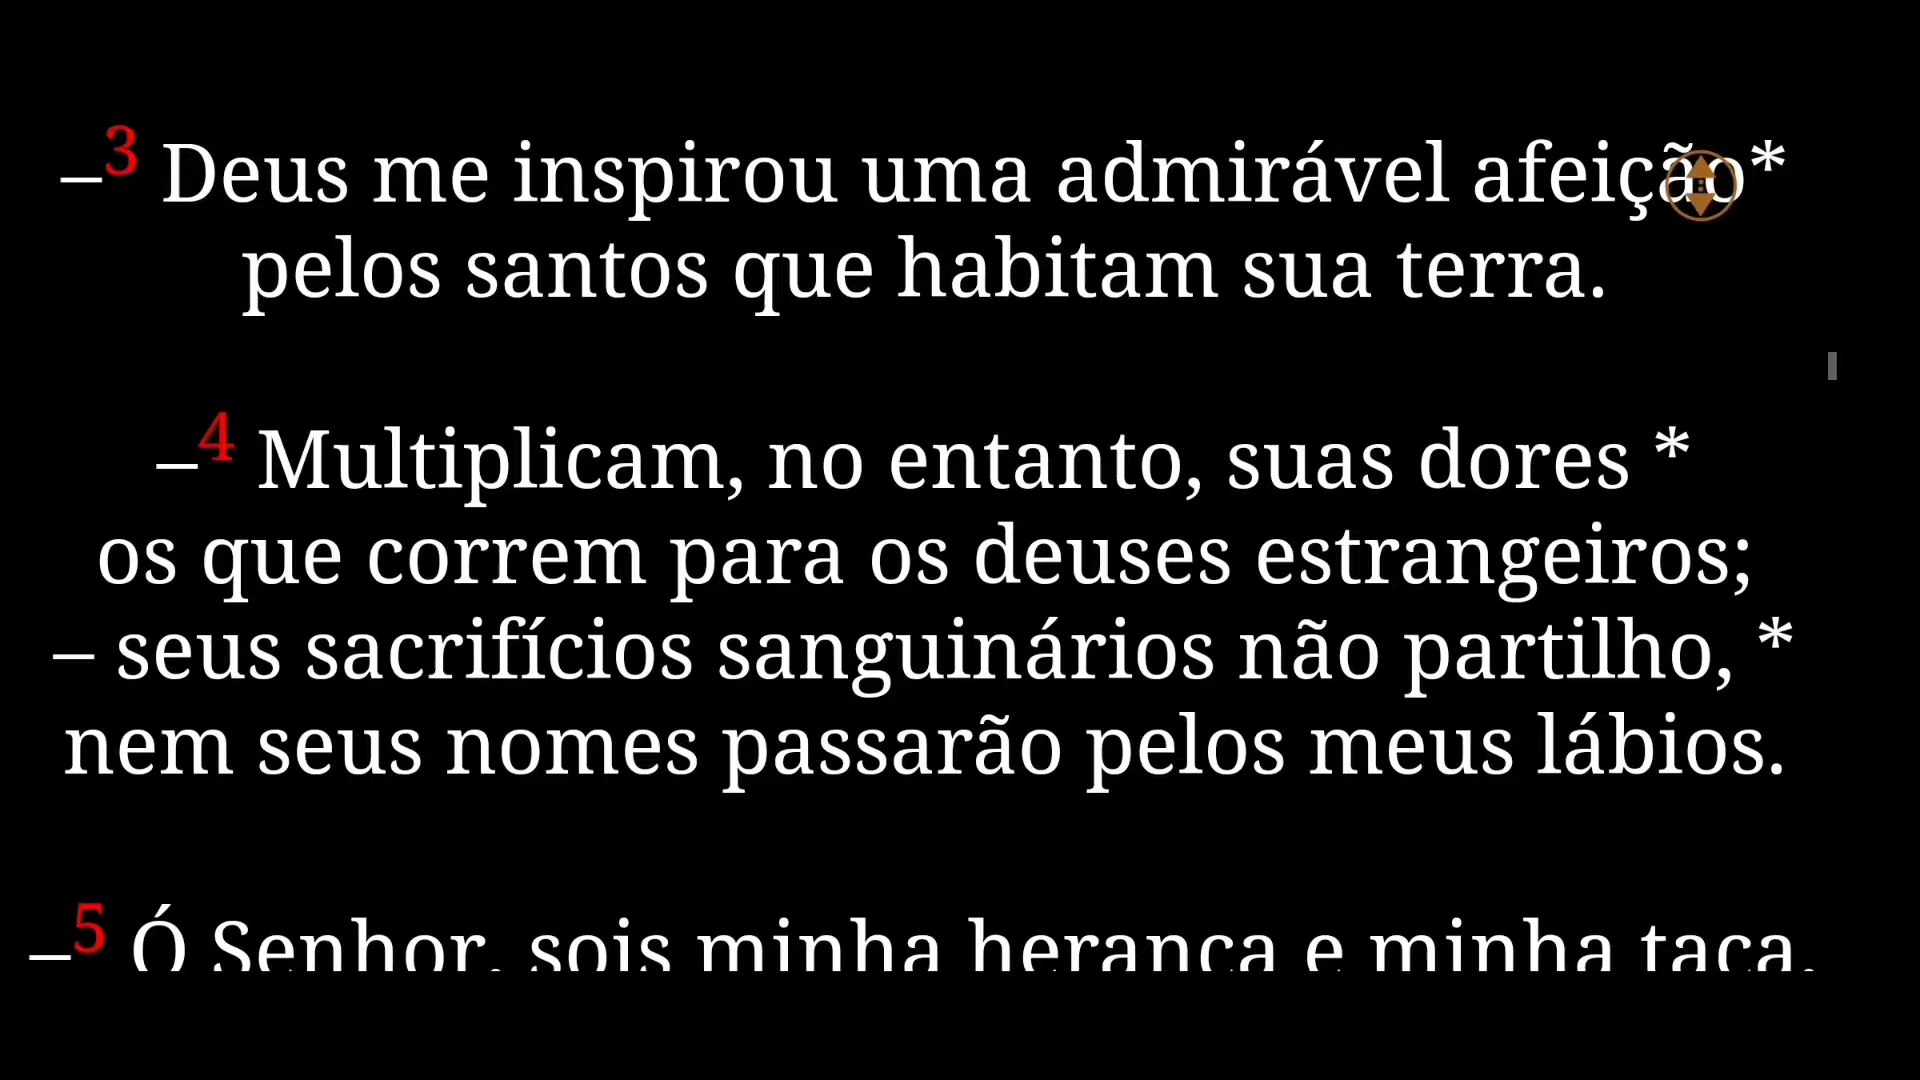 –3 Deus me inspirou uma admirável afeição*
pelos santos que habitam sua terra.
–4 Multiplicam, no entanto, suas dores *
os que correm para os deuses estrangeiros;
– seus sacrifícios sanguinários não partilho, *
nem seus nomes passarão pelos meus lábios.
–5 Ó Senhor, sois minha herança e minha taça,